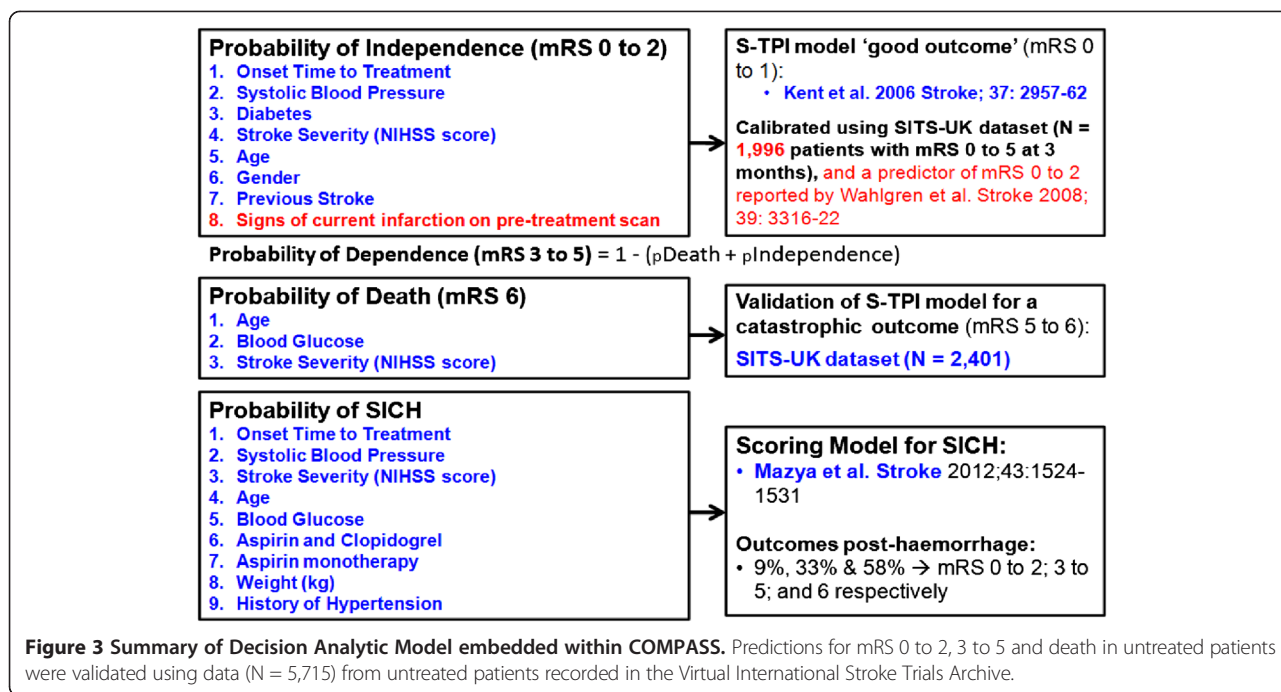 Probability of Independence (mRS 0 to 2)
1. Onset Time to Treatment
2. Systolic Blood Pressure
3. Diabetes
4. Stroke Severity (NIHSS score)
5. Age
6. Gender
7. Previous Stroke
8. Signs of current infarction on pre-treatment scan
S-TPI model ‘good outcome’ (mRS 0
to 1):
• Kent et al. 2006 Stroke; 37: 2957-62
Calibrated using SITS-UK dataset (N =
1,996 patients with mRS 0 to 5 at 3
months), and a predictor of mRS 0 to 2
reported by Wahlgren et al. Stroke 2008;
39: 3316-22
Probability of Dependence (mRS 3 to 5) = 1 - (pDeath + pIndependence)
Probability of Death (mRS 6)
1. Age
2. Blood Glucose
3. Stroke Severity (NIHSS score)
Validation of S-TPI model for a
catastrophic outcome (mRS 5 to 6):
SITS-UK dataset (N = 2,401)
Probability of SICH
1. Onset Time to Treatment
2. Systolic Blood Pressure
3. Stroke Severity (NIHSS score)
4. Age
5. Blood Glucose
6. Aspirin and Clopidogrel
7. Aspirin monotherapy
8. Weight (kg)
9. History of Hypertension
Scoring Model for SICH:
• Mazya et al. Stroke 2012;43:1524-
1531
Outcomes post-haemorrhage:
• 9%, 33% & 58% → mRS 0 to 2; 3 to
5; and 6 respectively
Figure 3 Summary of Decision Analytic Model embedded within COMPASS. Predictions for mRS 0 to 2, 3 to 5 and death in untreated patients
were validated using data (N = 5,715) from untreated patients recorded in the Virtual International Stroke Trials Archive.